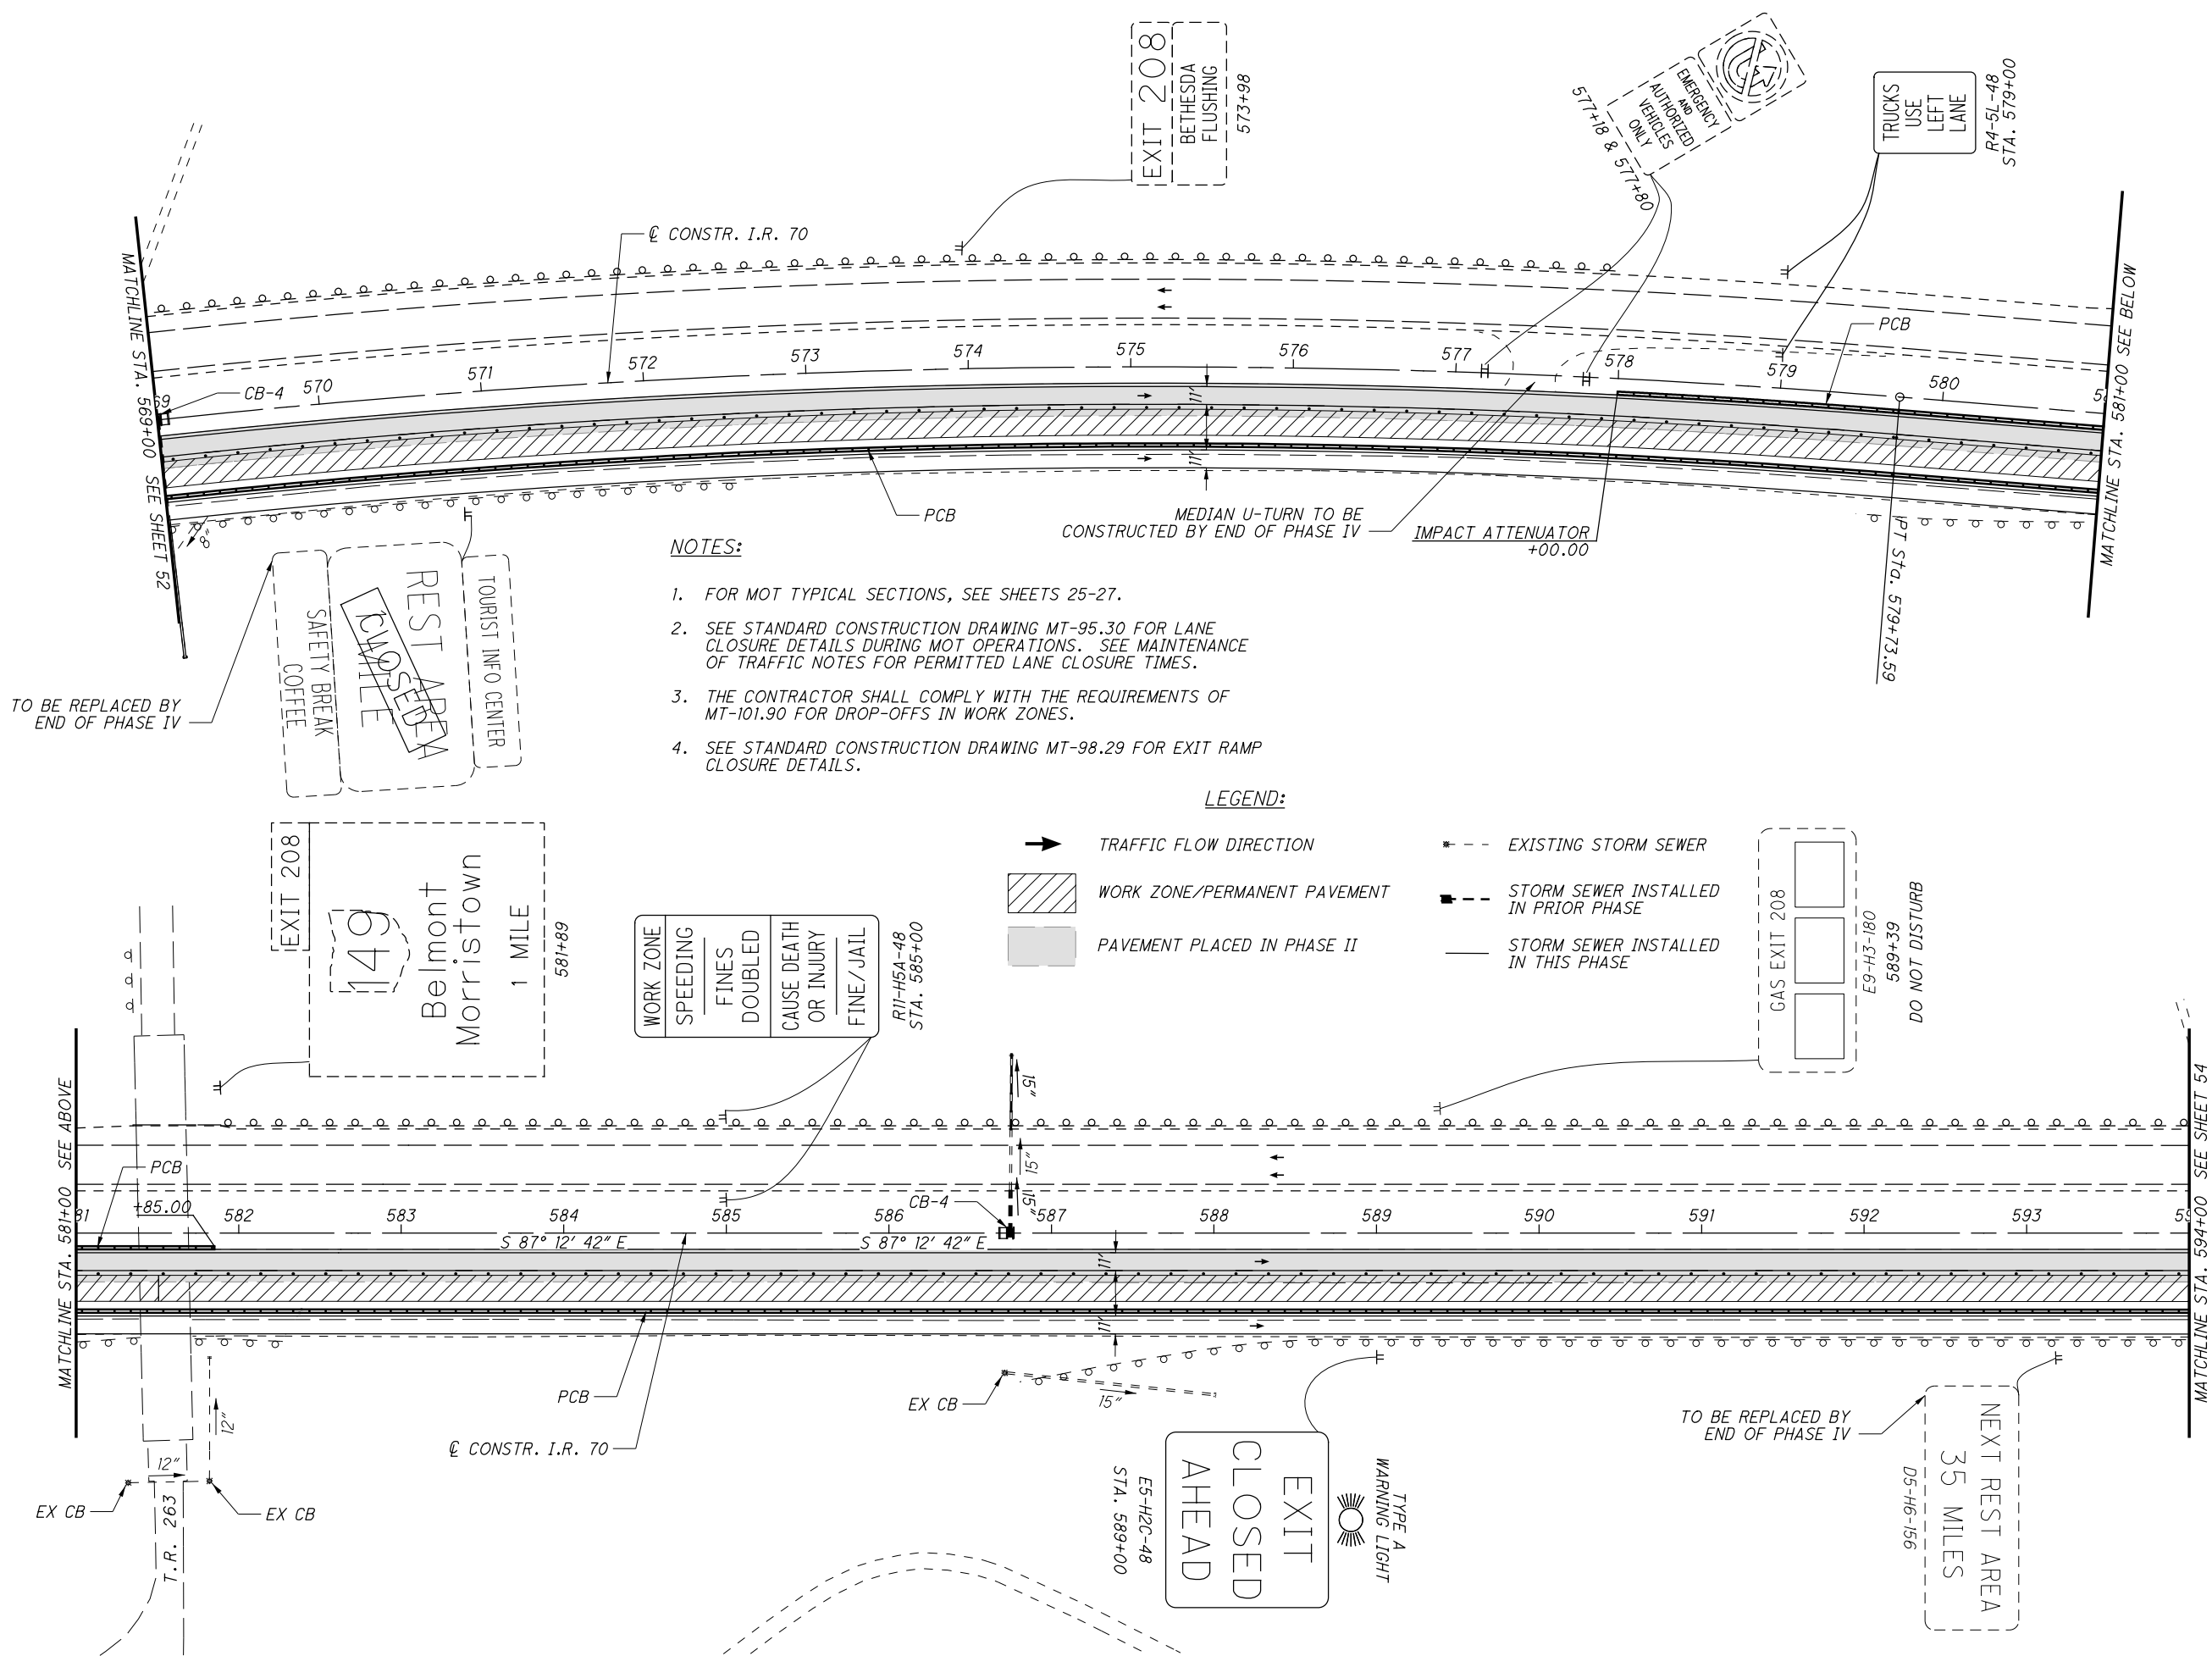 EXIT 208
BETHESDA
FLUSHING
573+98
EMERGENCY
AND
AUTHORIZED
VEHICLES
ONLY
577+18 & 577+80
TRUCKS
USE
LEFT
LANE
R4-5L-48
STA. 579+00
MATCHLINE STA. 569+00 SEE SHEET 52
℄ CONSTR. I.R. 70
MATCHLINE STA. 581+00 SEE BELOW
PCB
CB-4
69
570
571
572
573
574
575
576
577
578
579
580
11'
11'
8"
PCB
MEDIAN U-TURN TO BE
CONSTRUCTED BY END OF PHASE IV
IMPACT ATTENUATOR
+00.00
PT Sta. 579+73.59
TO BE REPLACED BY
END OF PHASE IV
TOURIST INFO CENTER
REST AREA
1 MILE
CLOSED
SAFETY BREAK
COFFEE
NOTES:
1. FOR MOT TYPICAL SECTIONS, SEE SHEETS 25-27.
2. SEE STANDARD CONSTRUCTION DRAWING MT-95.30 FOR LANE
CLOSURE DETAILS DURING MOT OPERATIONS. SEE MAINTENANCE
OF TRAFFIC NOTES FOR PERMITTED LANE CLOSURE TIMES.
3. THE CONTRACTOR SHALL COMPLY WITH THE REQUIREMENTS OF
MT-101.90 FOR DROP-OFFS IN WORK ZONES.
4. SEE STANDARD CONSTRUCTION DRAWING MT-98.29 FOR EXIT RAMP
CLOSURE DETAILS.
LEGEND:
TRAFFIC FLOW DIRECTION
WORK ZONE/PERMANENT PAVEMENT
PAVEMENT PLACED IN PHASE II
EXISTING STORM SEWER
STORM SEWER INSTALLED
IN PRIOR PHASE
STORM SEWER INSTALLED
IN THIS PHASE
EXIT 208
149
Belmont
Morristown
1 MILE
581+89
WORK ZONE
SPEEDING
FINES
DOUBLED
CAUSE DEATH
OR INJURY
FINE/JAIL
R11-H5A-48
STA. 585+00
GAS EXIT 208
E9-H3-180
589+39
DO NOT DISTURB
MATCHLINE STA. 581+00 SEE ABOVE
MATCHLINE STA. 594+00 SEE SHEET 54
PCB
+85.00
15"
15"
15"
CB-4
81
582
583
584
585
586
587
588
589
590
591
592
593
S 87° 12' 42" E
S 87° 12' 42" E
11'
11'
PCB
℄ CONSTR. I.R. 70
EX CB
15"
12"
12"
EX CB
EX CB
T.R. 263
EXIT
CLOSED
AHEAD
E5-H2C-48
STA. 589+00
TYPE A
WARNING LIGHT
TO BE REPLACED BY
END OF PHASE IV
NEXT REST AREA
35 MILES
D5-H6-156